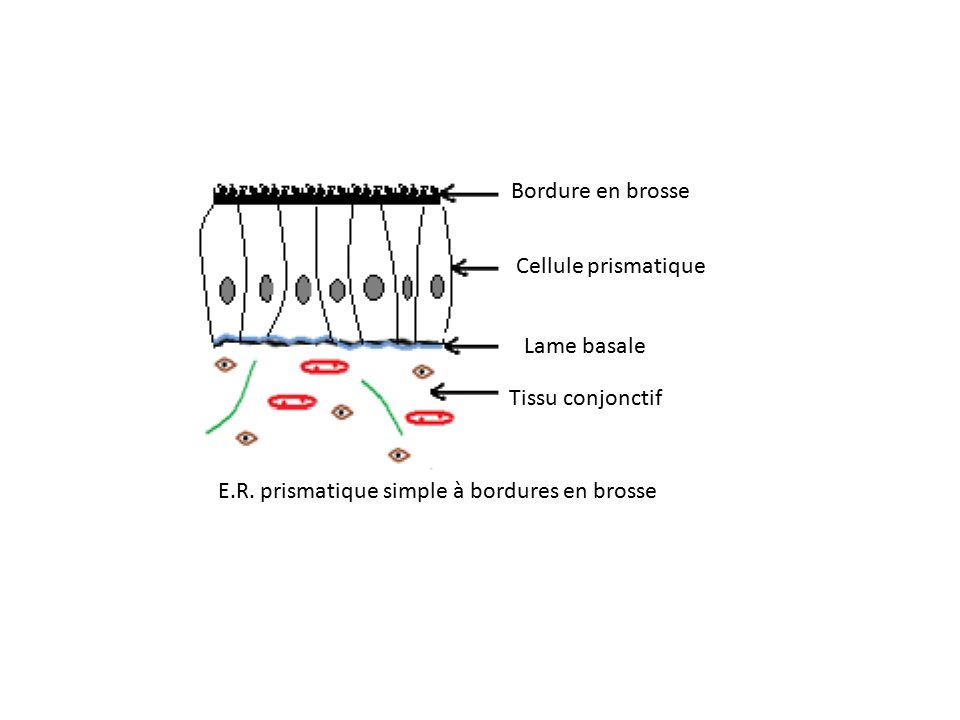 Bordure en brosse
Cellule prismatique
Lame basale
Tissu conjonctif
E.R. prismatique simple à bordures en brosse